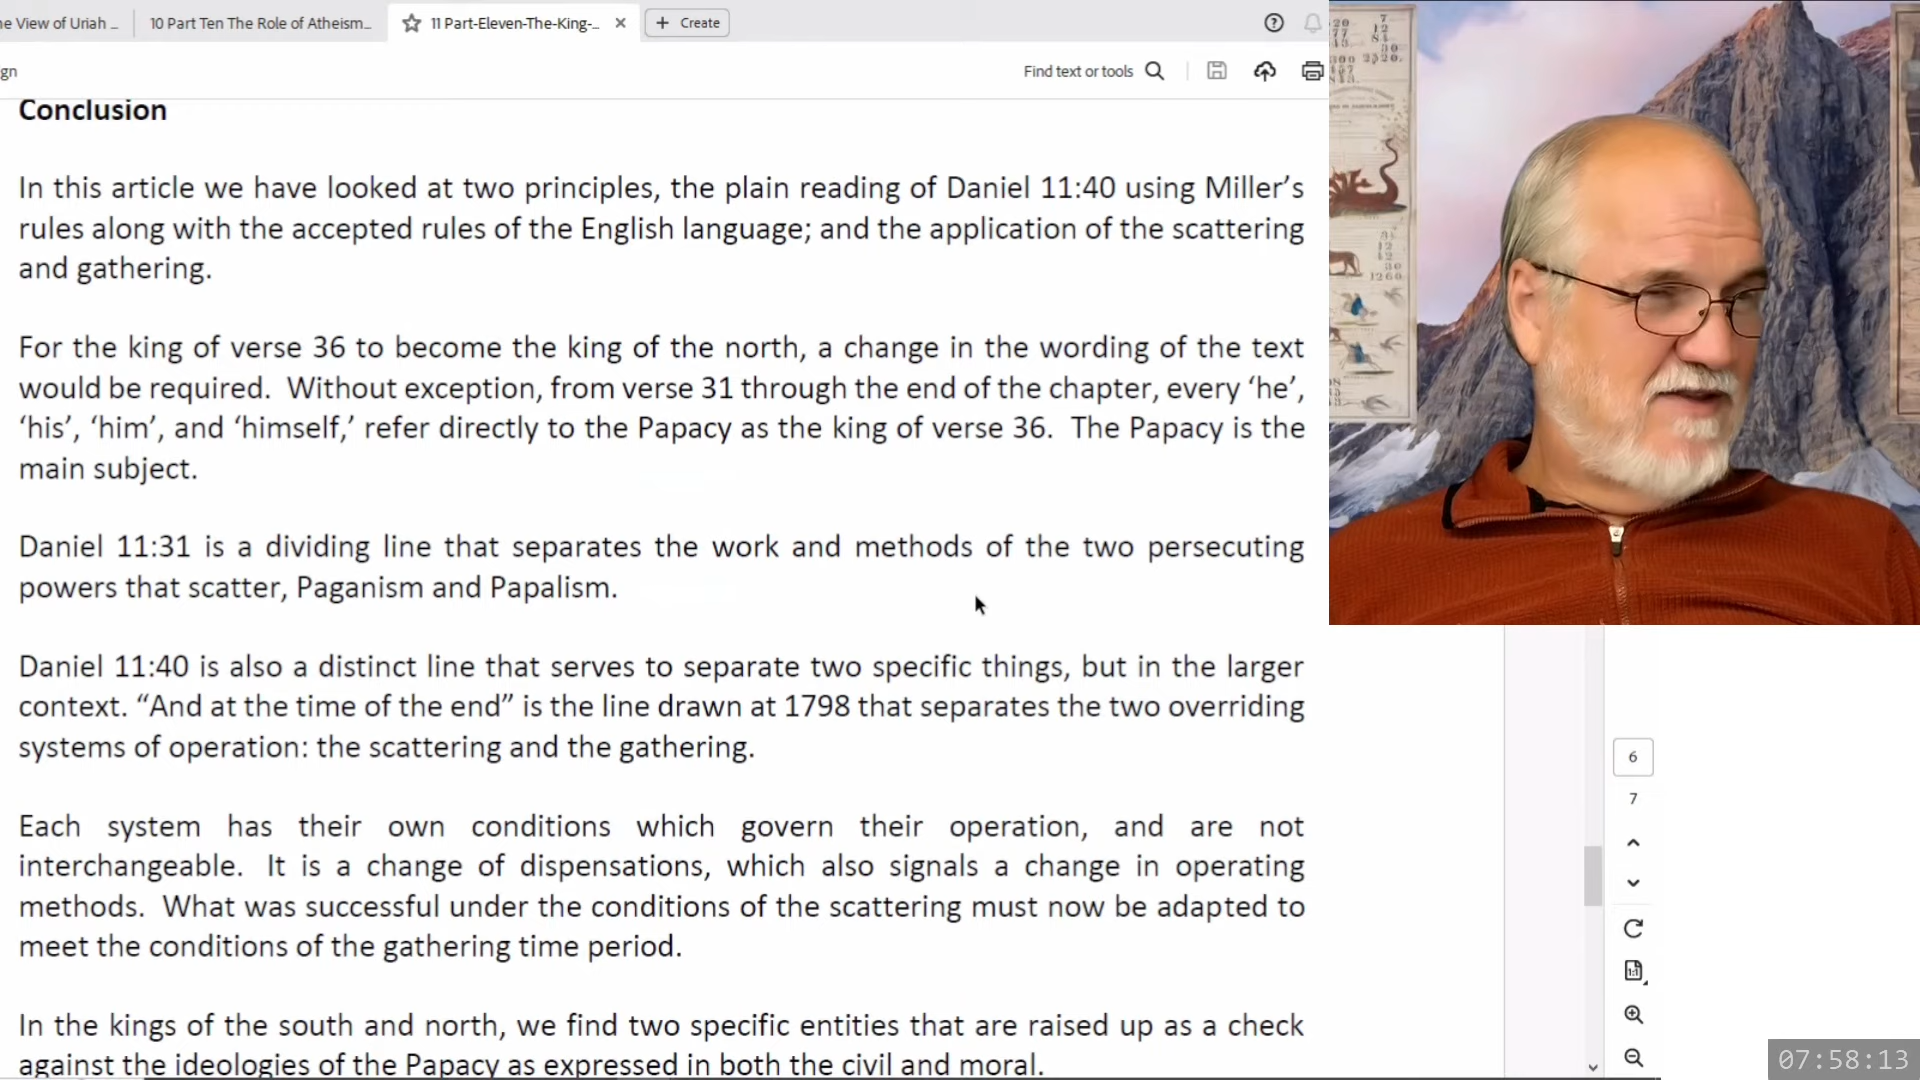 ne View of Uriah _
10 Part Ten The Role of Atheism...
11 Part-Eleven-The-King-...
Create
gn
Find text or tools
Conclusion
In this article we have looked at two principles, the plain reading of Daniel 11:40 using Miller's
rules along with the accepted rules of the English language; and the application of the scattering
and gathering.
For the king of verse 36 to become the king of the north, a change in the wording of the text
would be required. Without exception, from verse 31 through the end of the chapter, every ‘he’,
‘his’, ‘him’, and ‘himself,’ refer directly to the Papacy as the king of verse 36. The Papacy is the
main subject.
Daniel 11:31 is a dividing line that separates the work and methods of the two persecuting
powers that scatter, Paganism and Papalism.
Daniel 11:40 is also a distinct line that serves to separate two specific things, but in the larger
context. “And at the time of the end” is the line drawn at 1798 that separates the two overriding
systems of operation: the scattering and the gathering.
Each system has their own conditions which govern their operation, and are not
interchangeable. It is a change of dispensations, which also signals a change in operating
methods. What was successful under the conditions of the scattering must now be adapted to
meet the conditions of the gathering time period.
In the kings of the south and north, we find two specific entities that are raised up as a check
against the ideologies of the Papacy as expressed in both the civil and moral.
6
7
1260
07:58:13